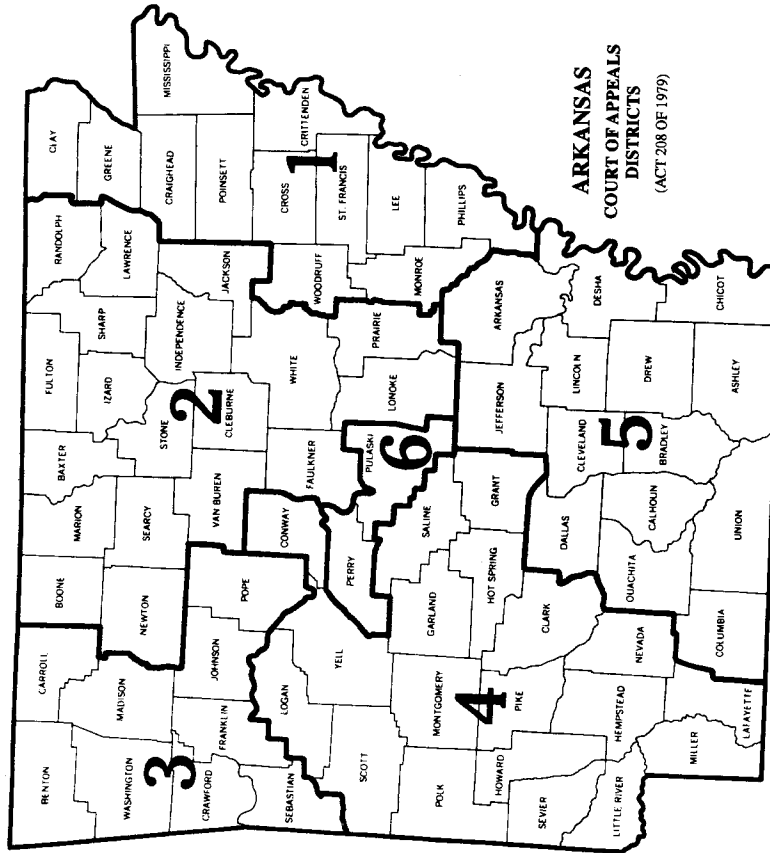 BENTON
CARROLL
BOONE
MARION
BAXTER
FULTON
RANDOLPH
CLAY
WASHINGTON
MADISON
NEWTON
SEARCY
STONE
IZARD
SHARP
LAWRENCE
GREENE
3
CRAWFORD
FRANKLIN
JOHNSON
POPE
VAN BUREN
2
CLEBURNE
INDEPENDENCE
JACKSON
CRAIGHEAD
MISSISSIPPI
POINSETT
SEBASTIAN
LOGAN
CONWAY
FAULKNER
WHITE
WOODRUFF
CROSS
1
CRITTENDEN
ST. FRANCIS
SCOTT
YELL
PERRY
PULASKI
6
LONOKE
PRAIRIE
MONROE
LEE
PHILLIPS
POLK
MONTGOMERY
GARLAND
SALINE
4
HOWARD
PIKE
HOT SPRING
GRANT
JEFFERSON
ARKANSAS
SEVIER
CLARK
DALLAS
CLEVELAND
LINCOLN
DESHA
LITTLE RIVER
HEMPSTEAD
NEVADA
OUACHITA
CALHOUN
5
BRADLEY
DREW
MILLER
LAFAYETTE
COLUMBIA
UNION
ASHLEY
CHICOT
ARKANSAS
COURT OF APPEALS
DISTRICTS
(ACT 208 OF 1979)